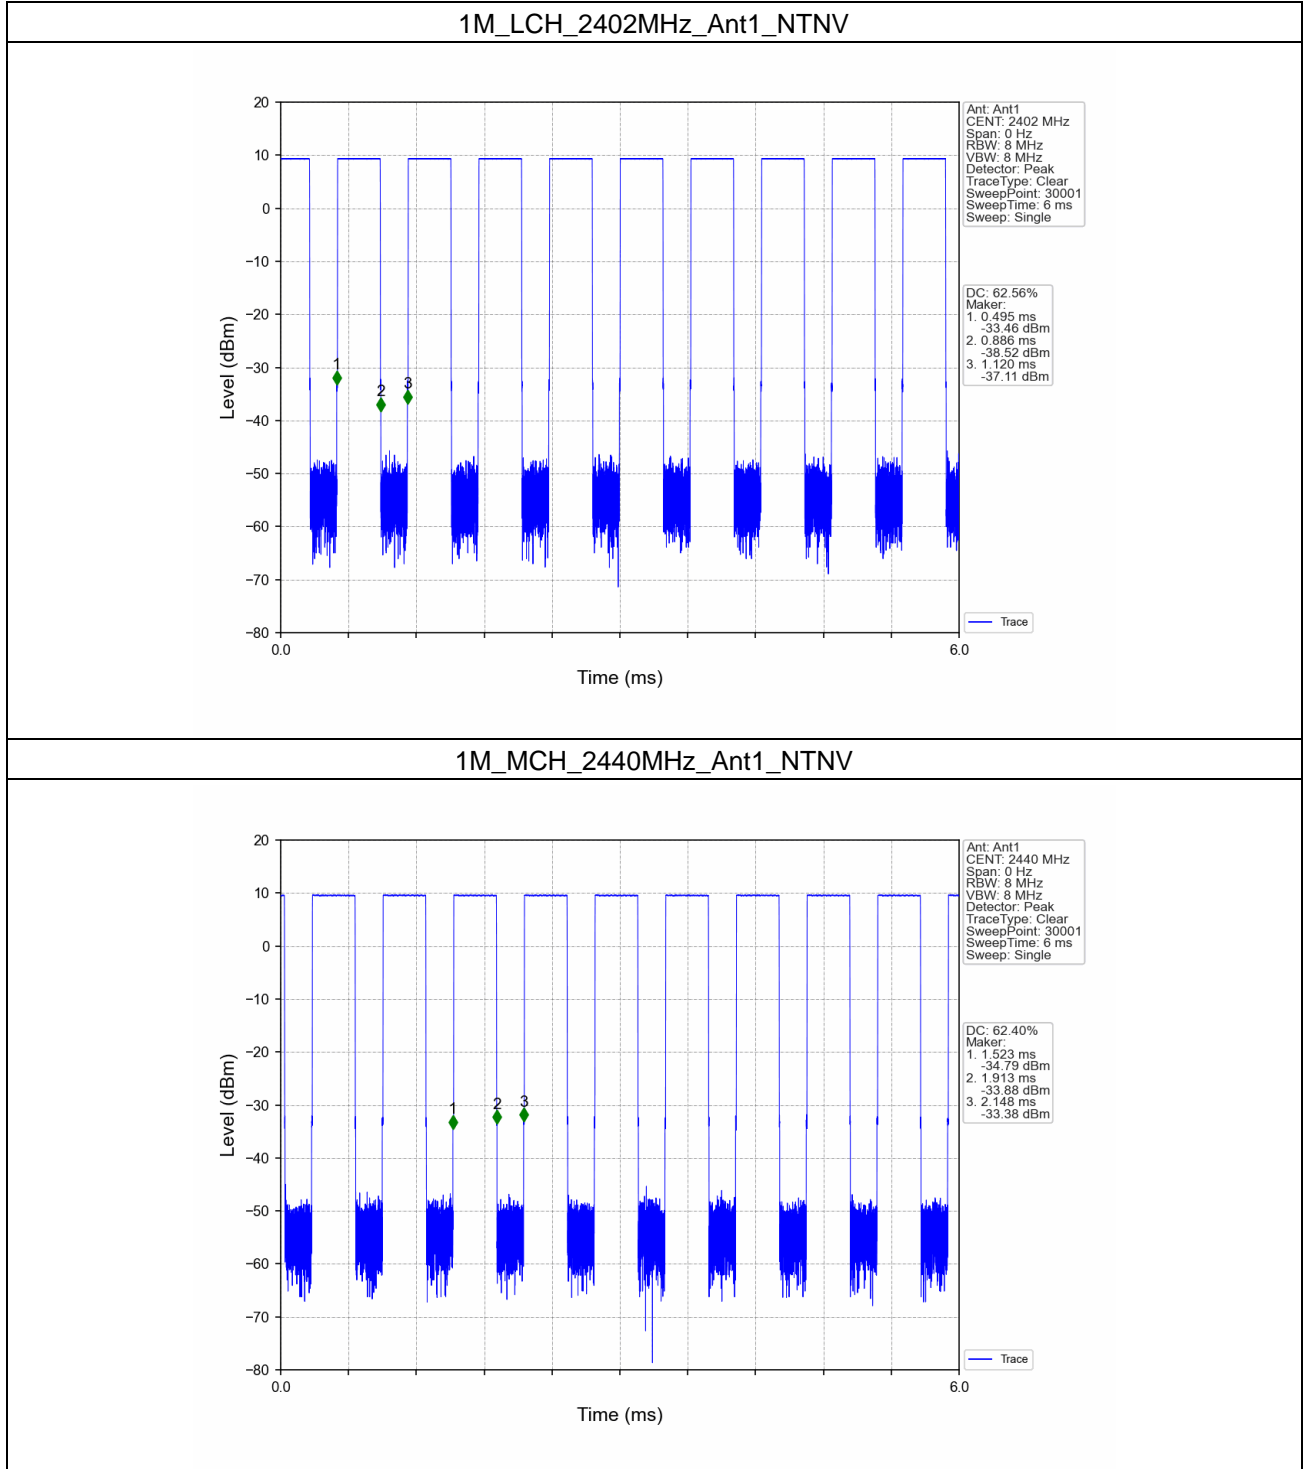 1M_LCH_2402MHz_Ant1_NTNV
20
10
0
−10
−20
−30
−40
−50
−60
−70
−80
Level (dBm)
1
2
3
0.0
6.0
Time (ms)
Ant: Ant1
CENT: 2402 MHz
Span: 0 Hz
RBW: 8 MHz
VBW: 8 MHz
Detector: Peak
TraceType: Clear
SweepPoint: 30001
SweepTime: 6 ms
Sweep: Single
DC: 62.56%
Maker:
1. 0.495 ms
-33.46 dBm
2. 0.886 ms
-38.52 dBm
3. 1.120 ms
-37.11 dBm
Trace
1M_MCH_2440MHz_Ant1_NTNV
20
10
0
−10
−20
−30
−40
−50
−60
−70
−80
Level (dBm)
1
2
3
0.0
6.0
Time (ms)
Ant: Ant1
CENT: 2440 MHz
Span: 0 Hz
RBW: 8 MHz
VBW: 8 MHz
Detector: Peak
TraceType: Clear
SweepPoint: 30001
SweepTime: 6 ms
Sweep: Single
DC: 62.40%
Maker:
1. 1.523 ms
-34.79 dBm
2. 1.913 ms
-33.88 dBm
3. 2.148 ms
-33.38 dBm
Trace